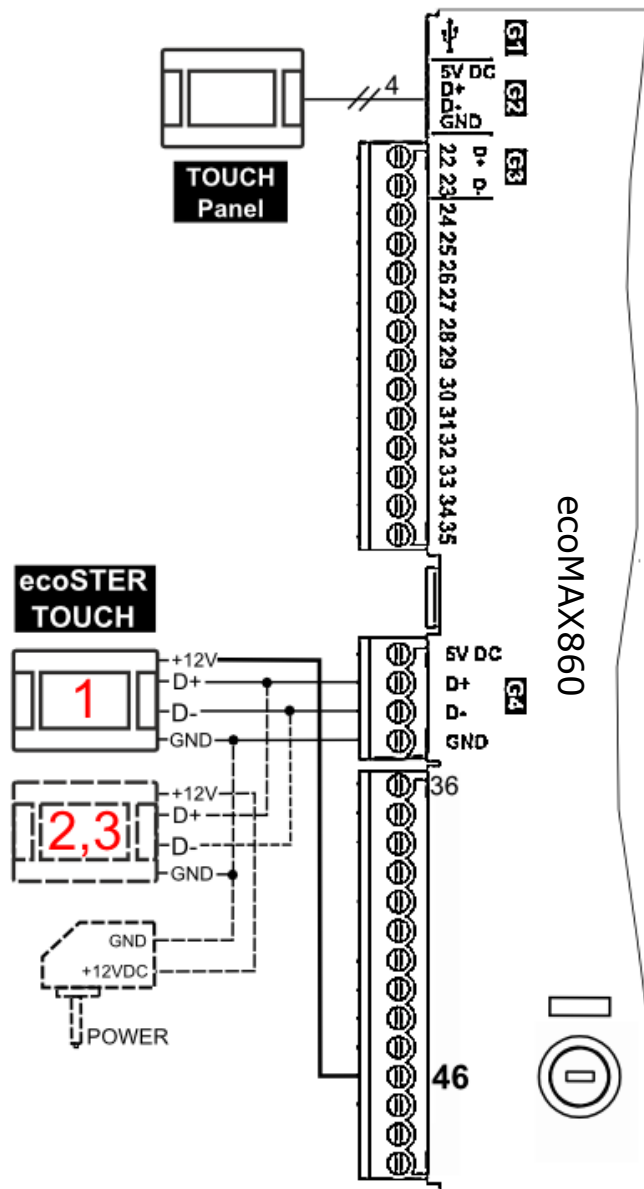 G1
5V DC
D+
D-
GND
G2
4
TOUCH
Panel
22 D+
23 D-
G3
24
25
26
27
28
29
30
31
32
33
34
35
ecoMAX860
ecoSTER
TOUCH
1
+12V
D+
D-
GND
5V DC
D+
D-
GND
G4
2,3
+12V
D+
D-
GND
36
GND
+12VDC
POWER
46